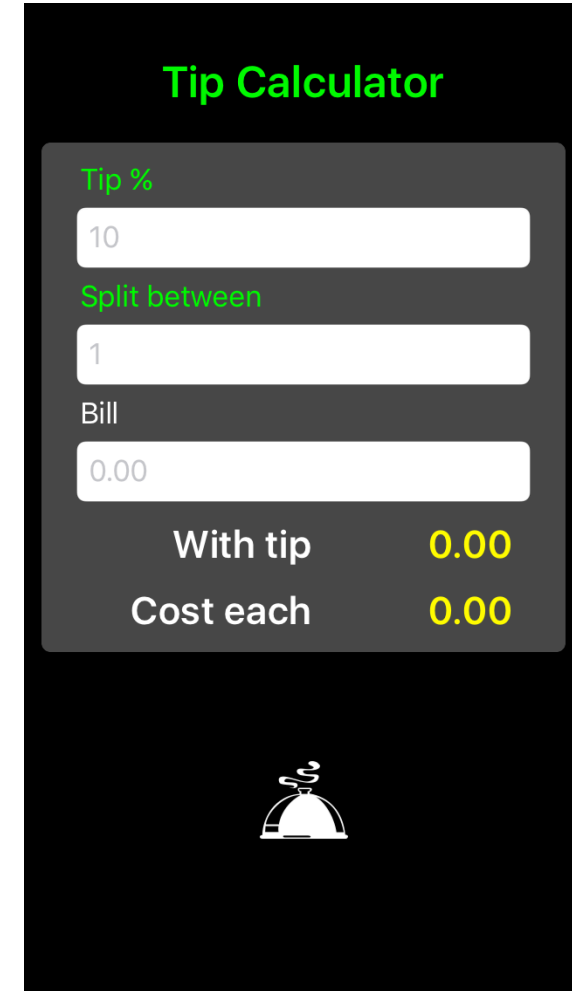 Tip Calculator
Tip %
10
Split between
1
Bill
0.00
With tip 0.00
Cost each 0.00